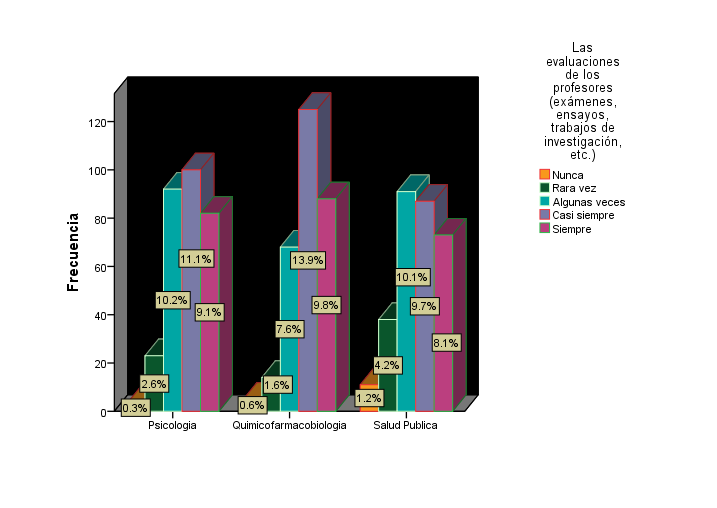 Las
evaluaciones
de los
profesores
(exámenes,
ensayos,
trabajos de
investigación,
etc.)
Nunca
Rara vez
Algunas veces
Casi siempre
Siempre
Frecuencia
120
100
80
60
40
20
0
0.3%
2.6%
10.2%
11.1%
9.1%
0.6%
1.6%
7.6%
13.9%
9.8%
1.2%
4.2%
10.1%
9.7%
8.1%
Psicologia
Quimicofarmacobiologia
Salud Publica